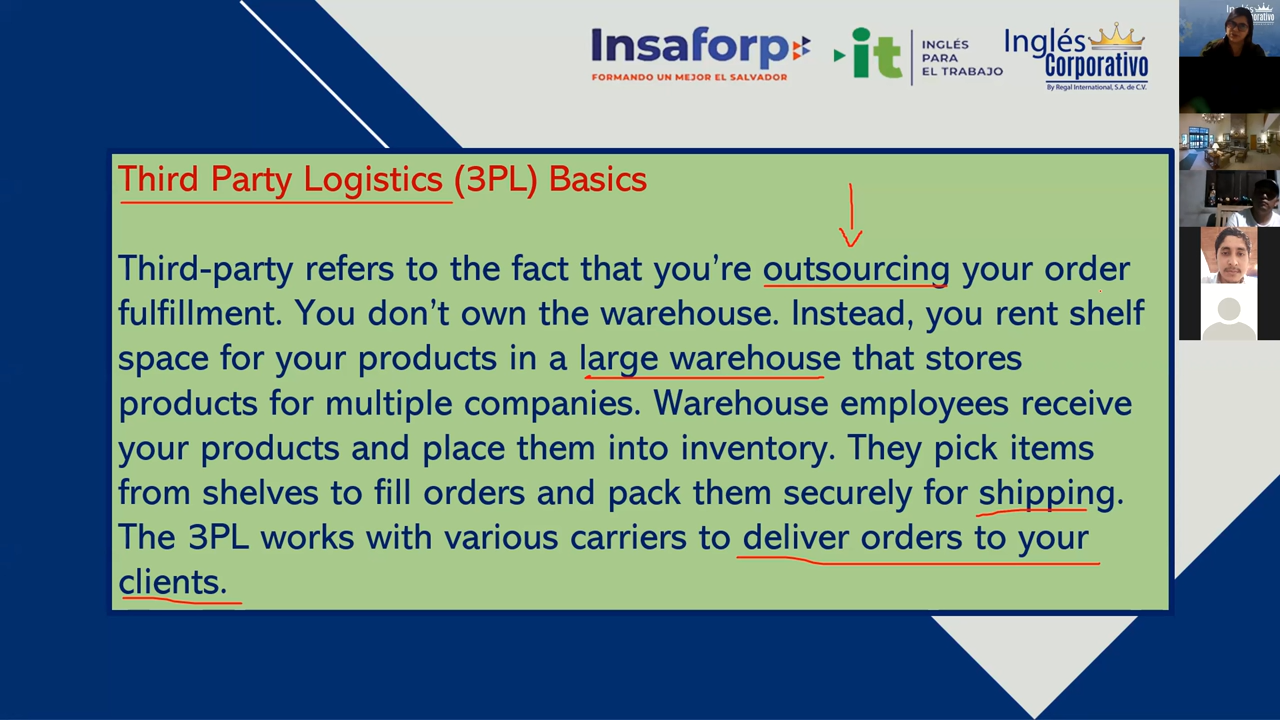 Insaforp
FORMANDO UN MEJOR EL SALVADOR
it
INGLÉS
PARA
EL TRABAJO
Inglés
Corporativo
By Regal International, S.A. de C.V.
Third Party Logistics (3PL) Basics
Third-party refers to the fact that you’re outsourcing your order
fulfillment. You don’t own the warehouse. Instead, you rent shelf
space for your products in a large warehouse that stores
products for multiple companies. Warehouse employees receive
your products and place them into inventory. They pick items
from shelves to fill orders and pack them securely for shipping.
The 3PL works with various carriers to deliver orders to your
clients.